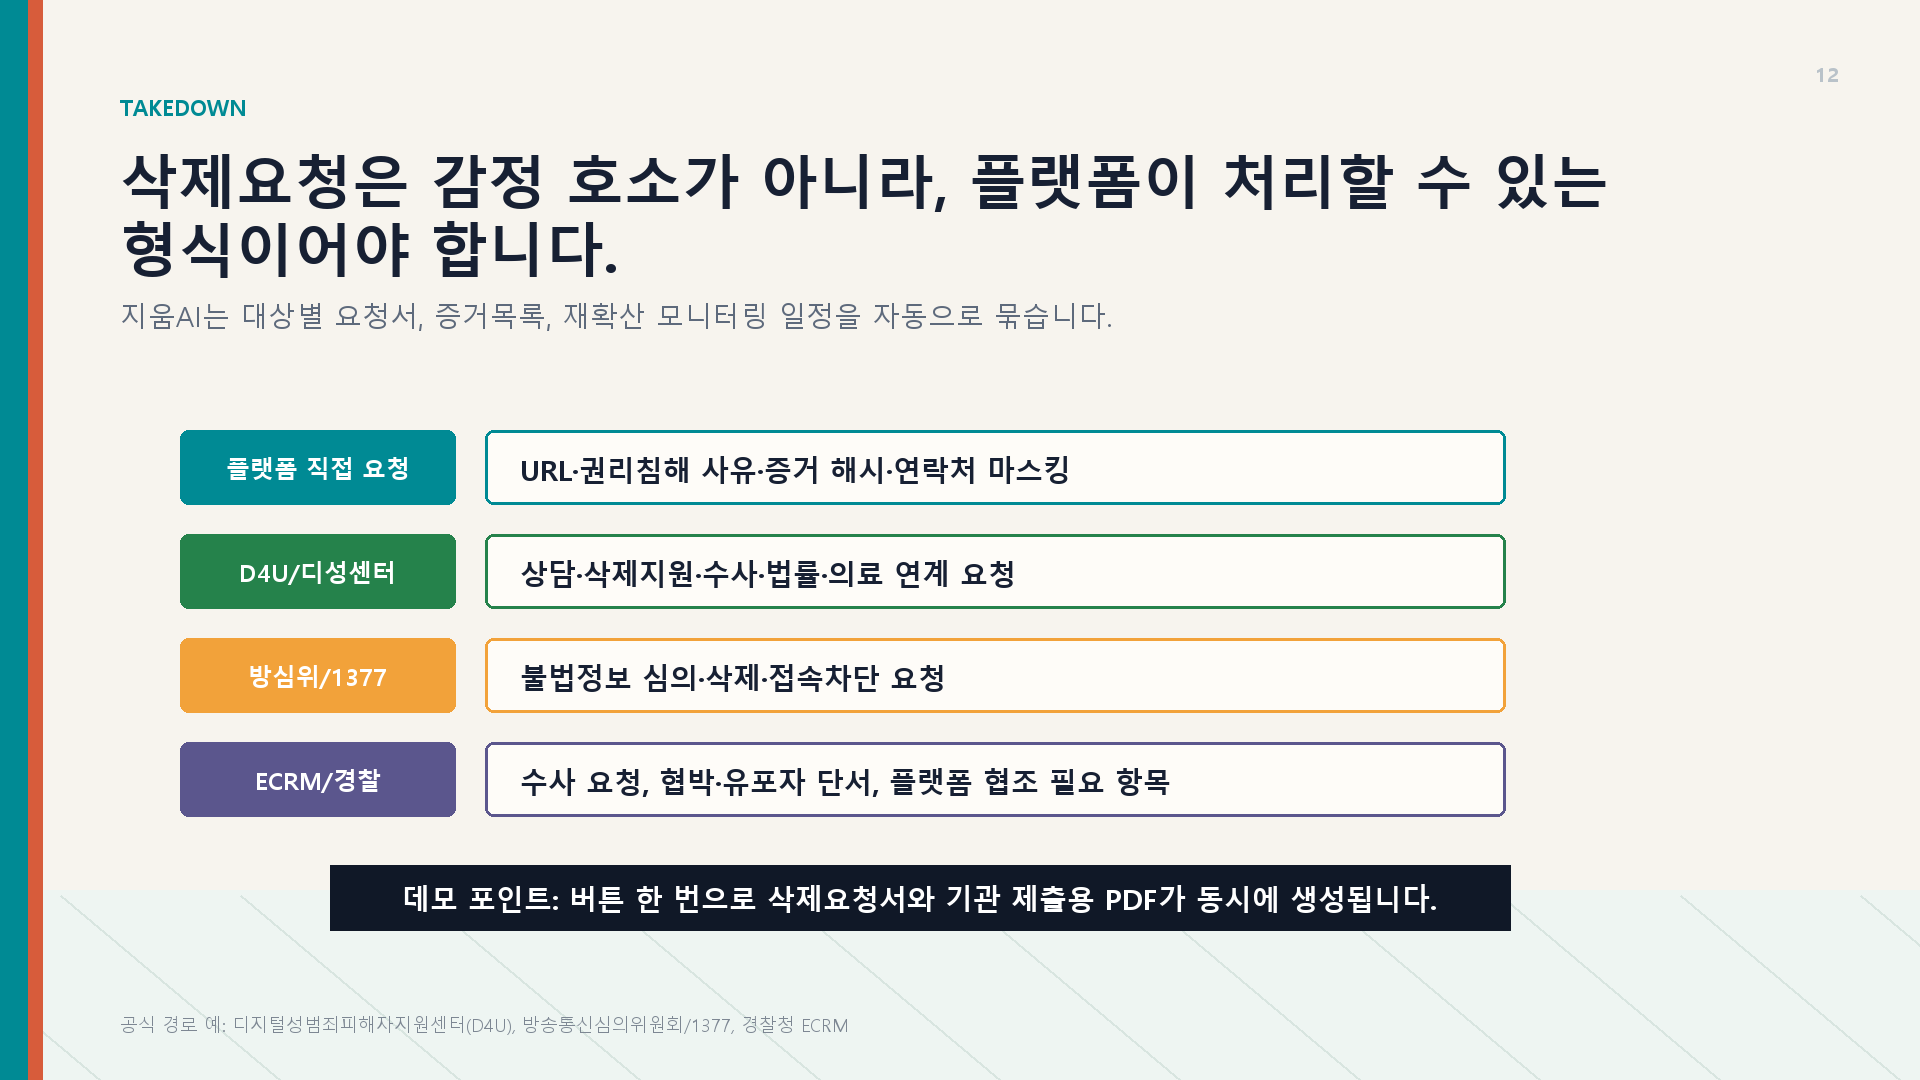 12
TAKEDOWN
삭제요청은 감정 호소가 아니라, 플랫폼이 처리할 수 있는
형식이어야 합니다.
지움AI는 대상별 요청서, 증거목록, 재확산 모니터링 일정을 자동으로 묶습니다.
플랫폼 직접 요청
URL·권리침해 사유·증거 해시·연락처 마스킹
D4U/디성센터
상담·삭제지원·수사·법률·의료 연계 요청
방심위/1377
불법정보 심의·삭제·접속차단 요청
ECRM/경찰
수사 요청, 협박·유포자 단서, 플랫폼 협조 필요 항목
데모 포인트: 버튼 한 번으로 삭제요청서와 기관 제출용 PDF가 동시에 생성됩니다.
공식 경로 예: 디지털성범죄피해자지원센터(D4U), 방송통신심의위원회/1377, 경찰청 ECRM